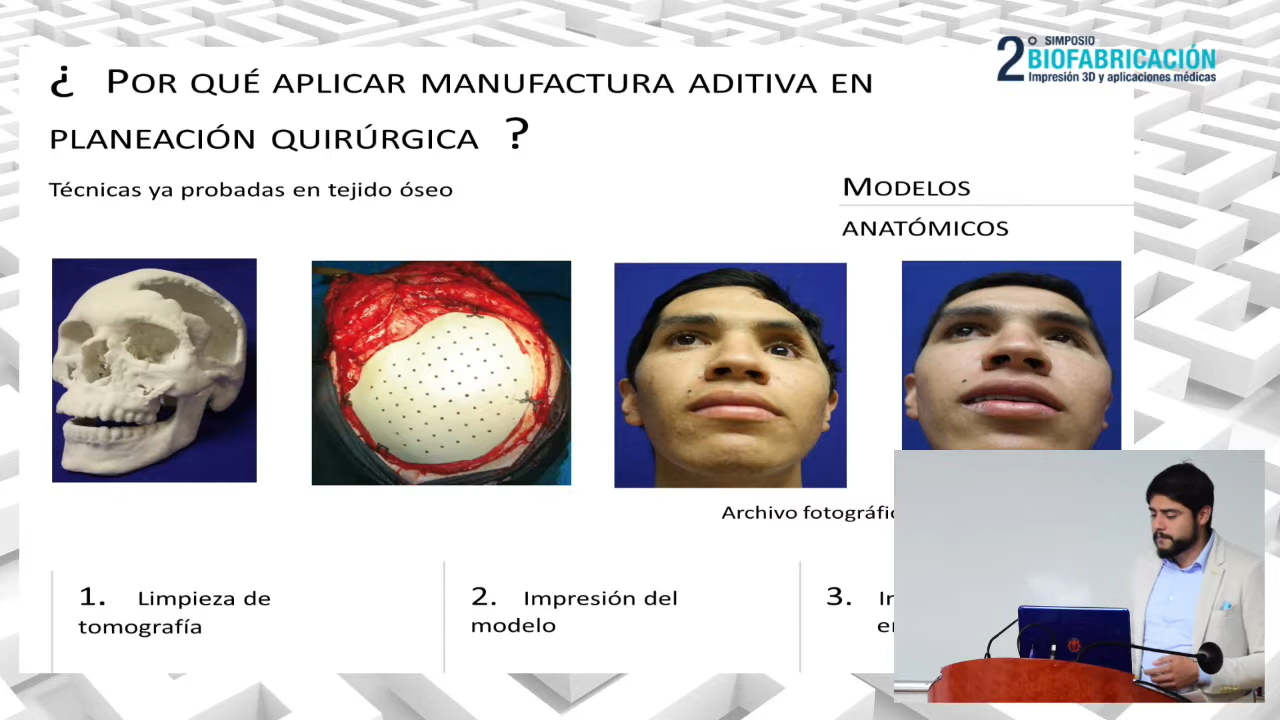 2° SIMPOSIO
BIOFABRICACIÓN
Impresión 3D y aplicaciones médicas
¿ POR QUÉ APLICAR MANUFACTURA ADITIVA EN
PLANEACIÓN QUIRÚRGICA ?
Técnicas ya probadas en tejido óseo
MODELOS
ANATÓMICOS
Archivo
1. Limpieza de
tomografía
2. Impresión del
modelo
3.